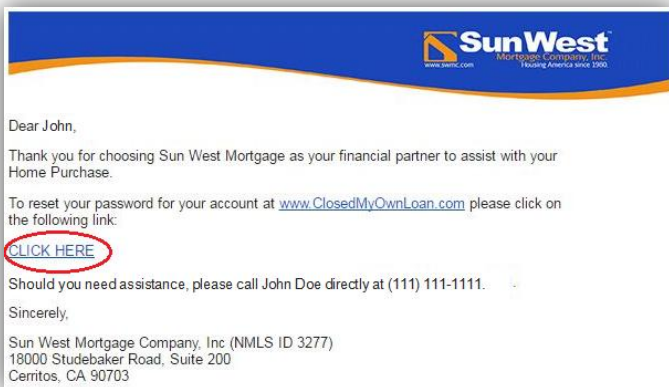 SunWest
Mortgage Company, Inc.
www.swmc.com Housing America since 1980.
Dear John,
Thank you for choosing Sun West Mortgage as your financial partner to assist with your
Home Purchase.
To reset your password for your account at www.ClosedMyOwnLoan.com please click on
the following link:
CLICK HERE
Should you need assistance, please call John Doe directly at (111) 111-1111.
Sincerely,
Sun West Mortgage Company, Inc (NMLS ID 3277)
18000 Studebaker Road, Suite 200
Cerritos, CA 90703